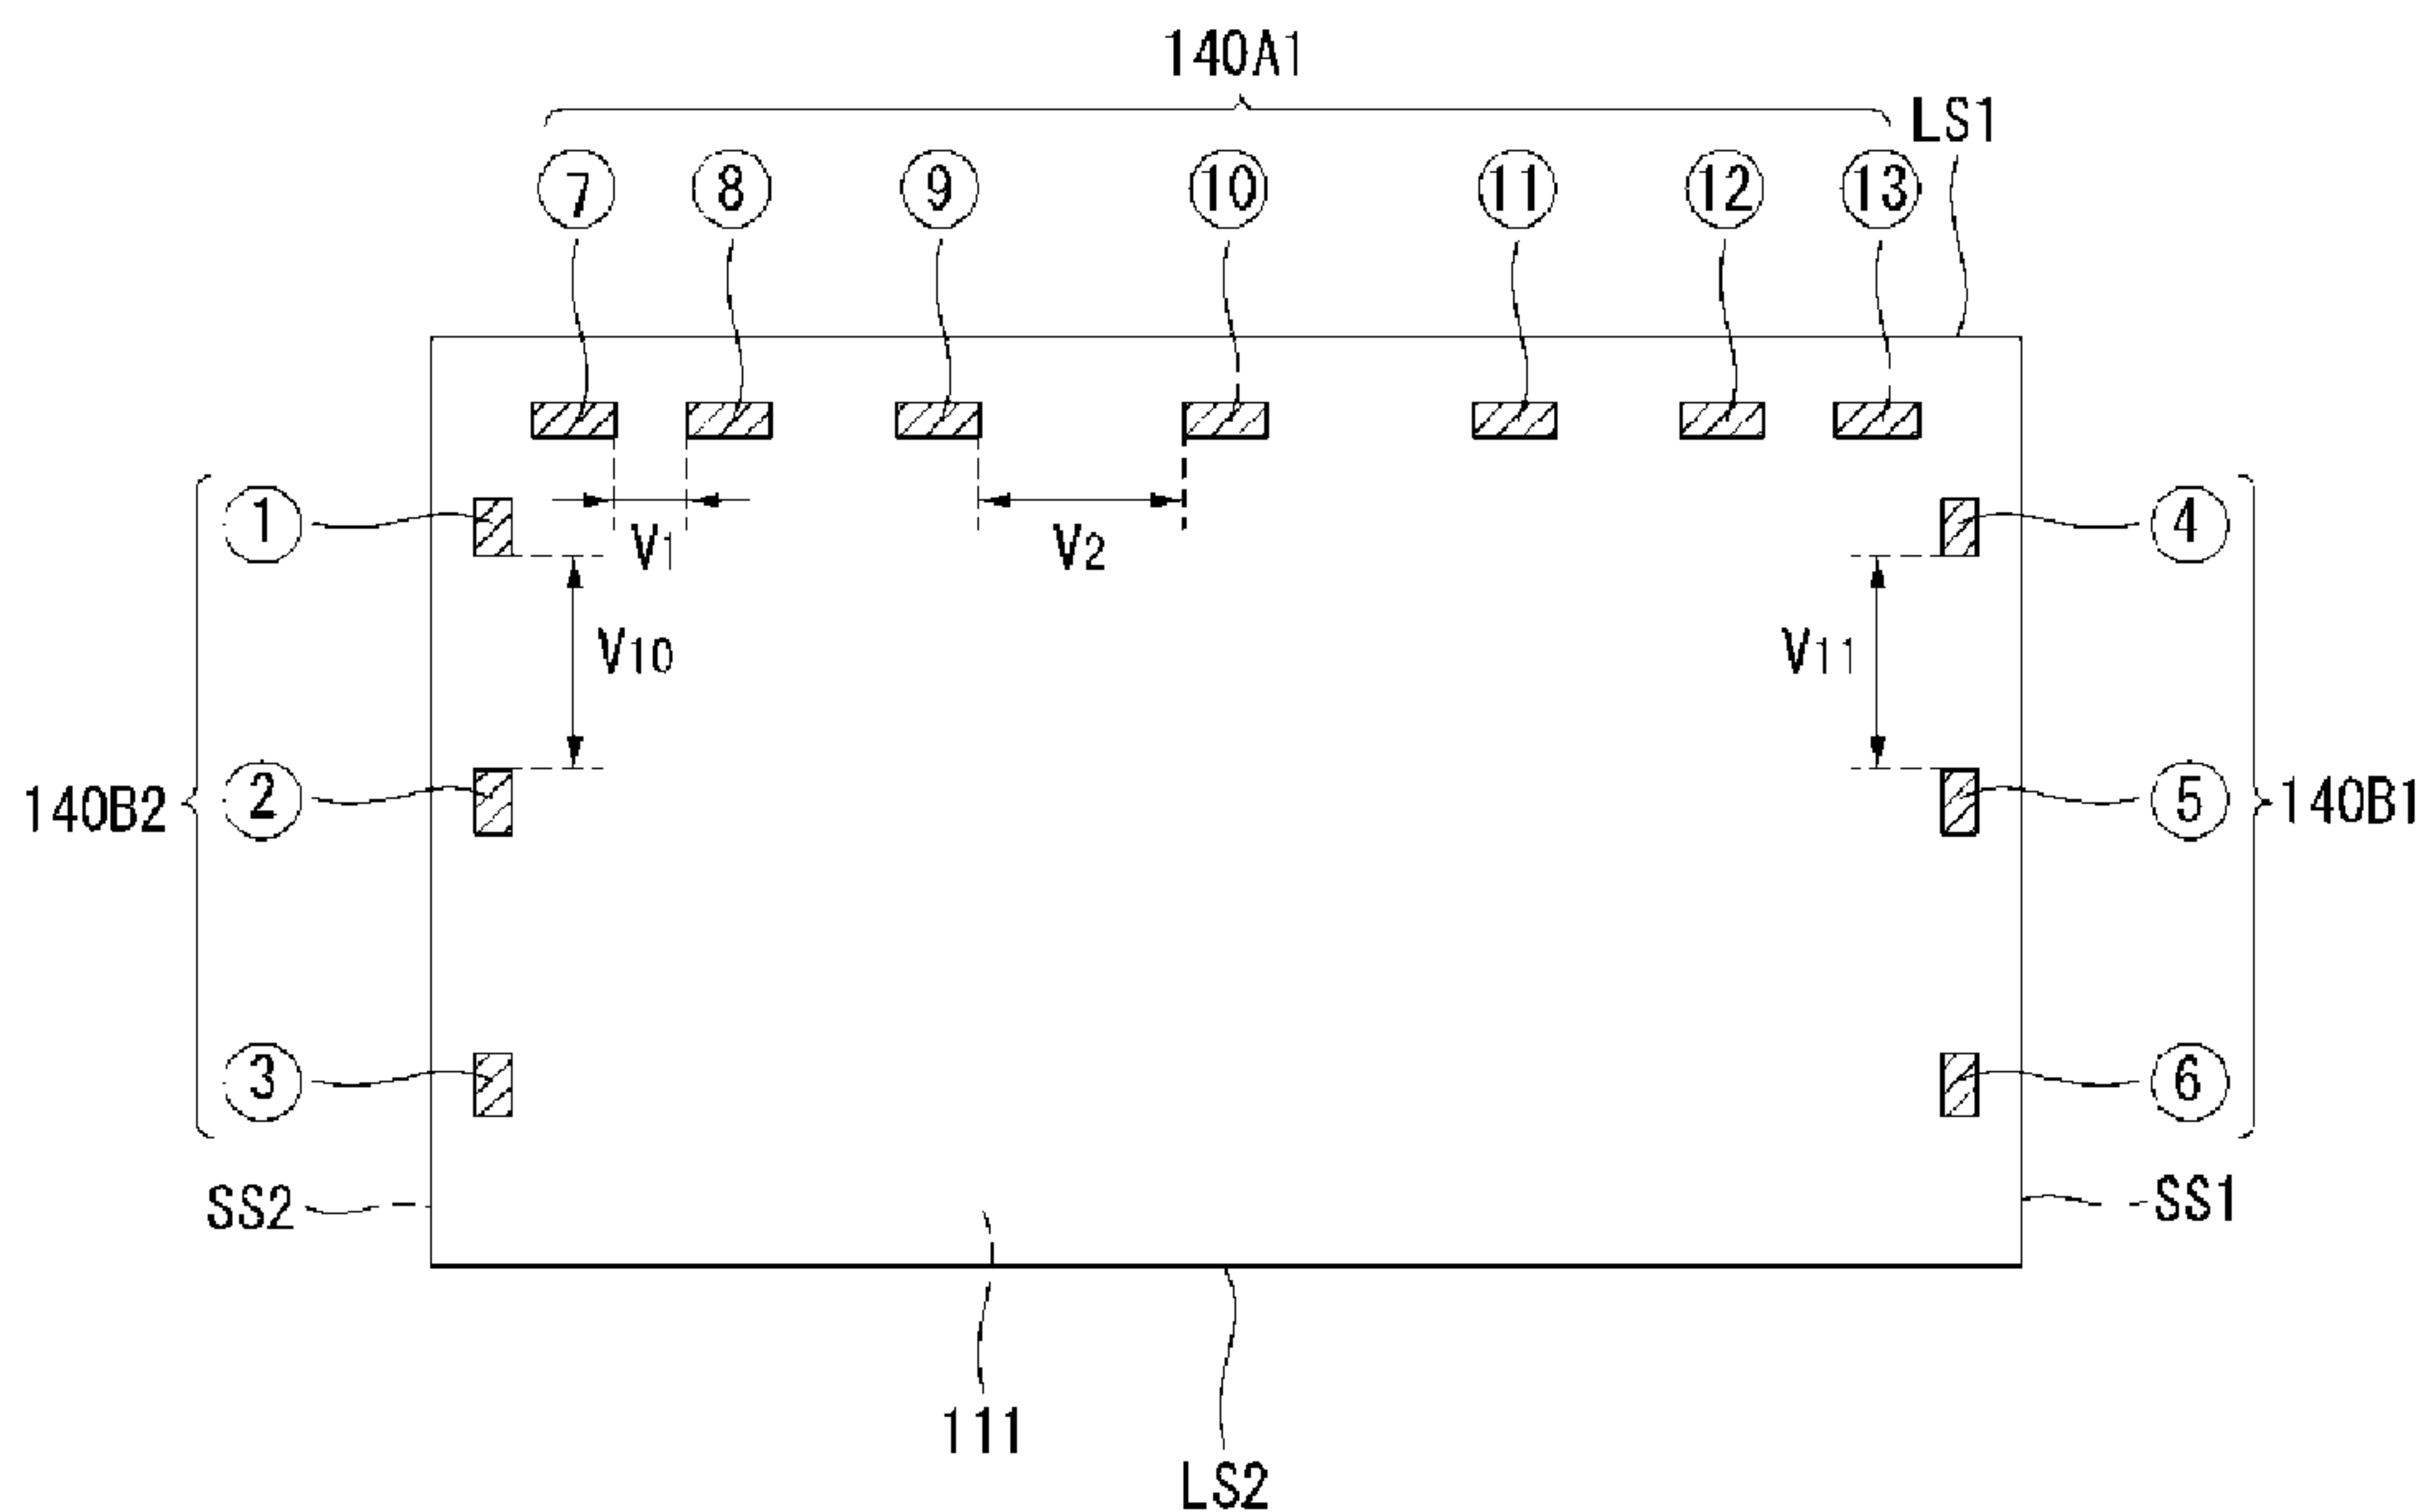 140A1
LS1
⑦ ⑧ ⑨ ⑩ ⑪ ⑫ ⑬
① V1 V2 ④
V10 V11
140B2 ② ⑤ 140B1
③ ⑥
SS2 SS1
111
LS2